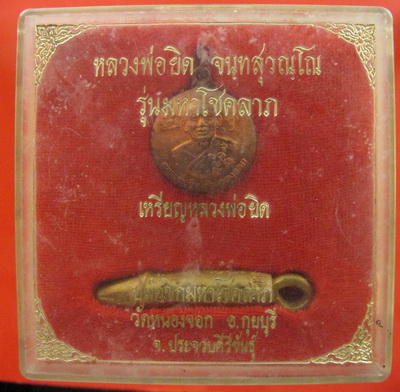 หลวงพ่อยิด จนฺทสุวณฺโณ
รุ่นมหาโชคลาภ
เหรียญหลวงพ่อยิด
วัดหนองจอก อ.กุยบุรี
จ.ประจวบคีรีขันธ์